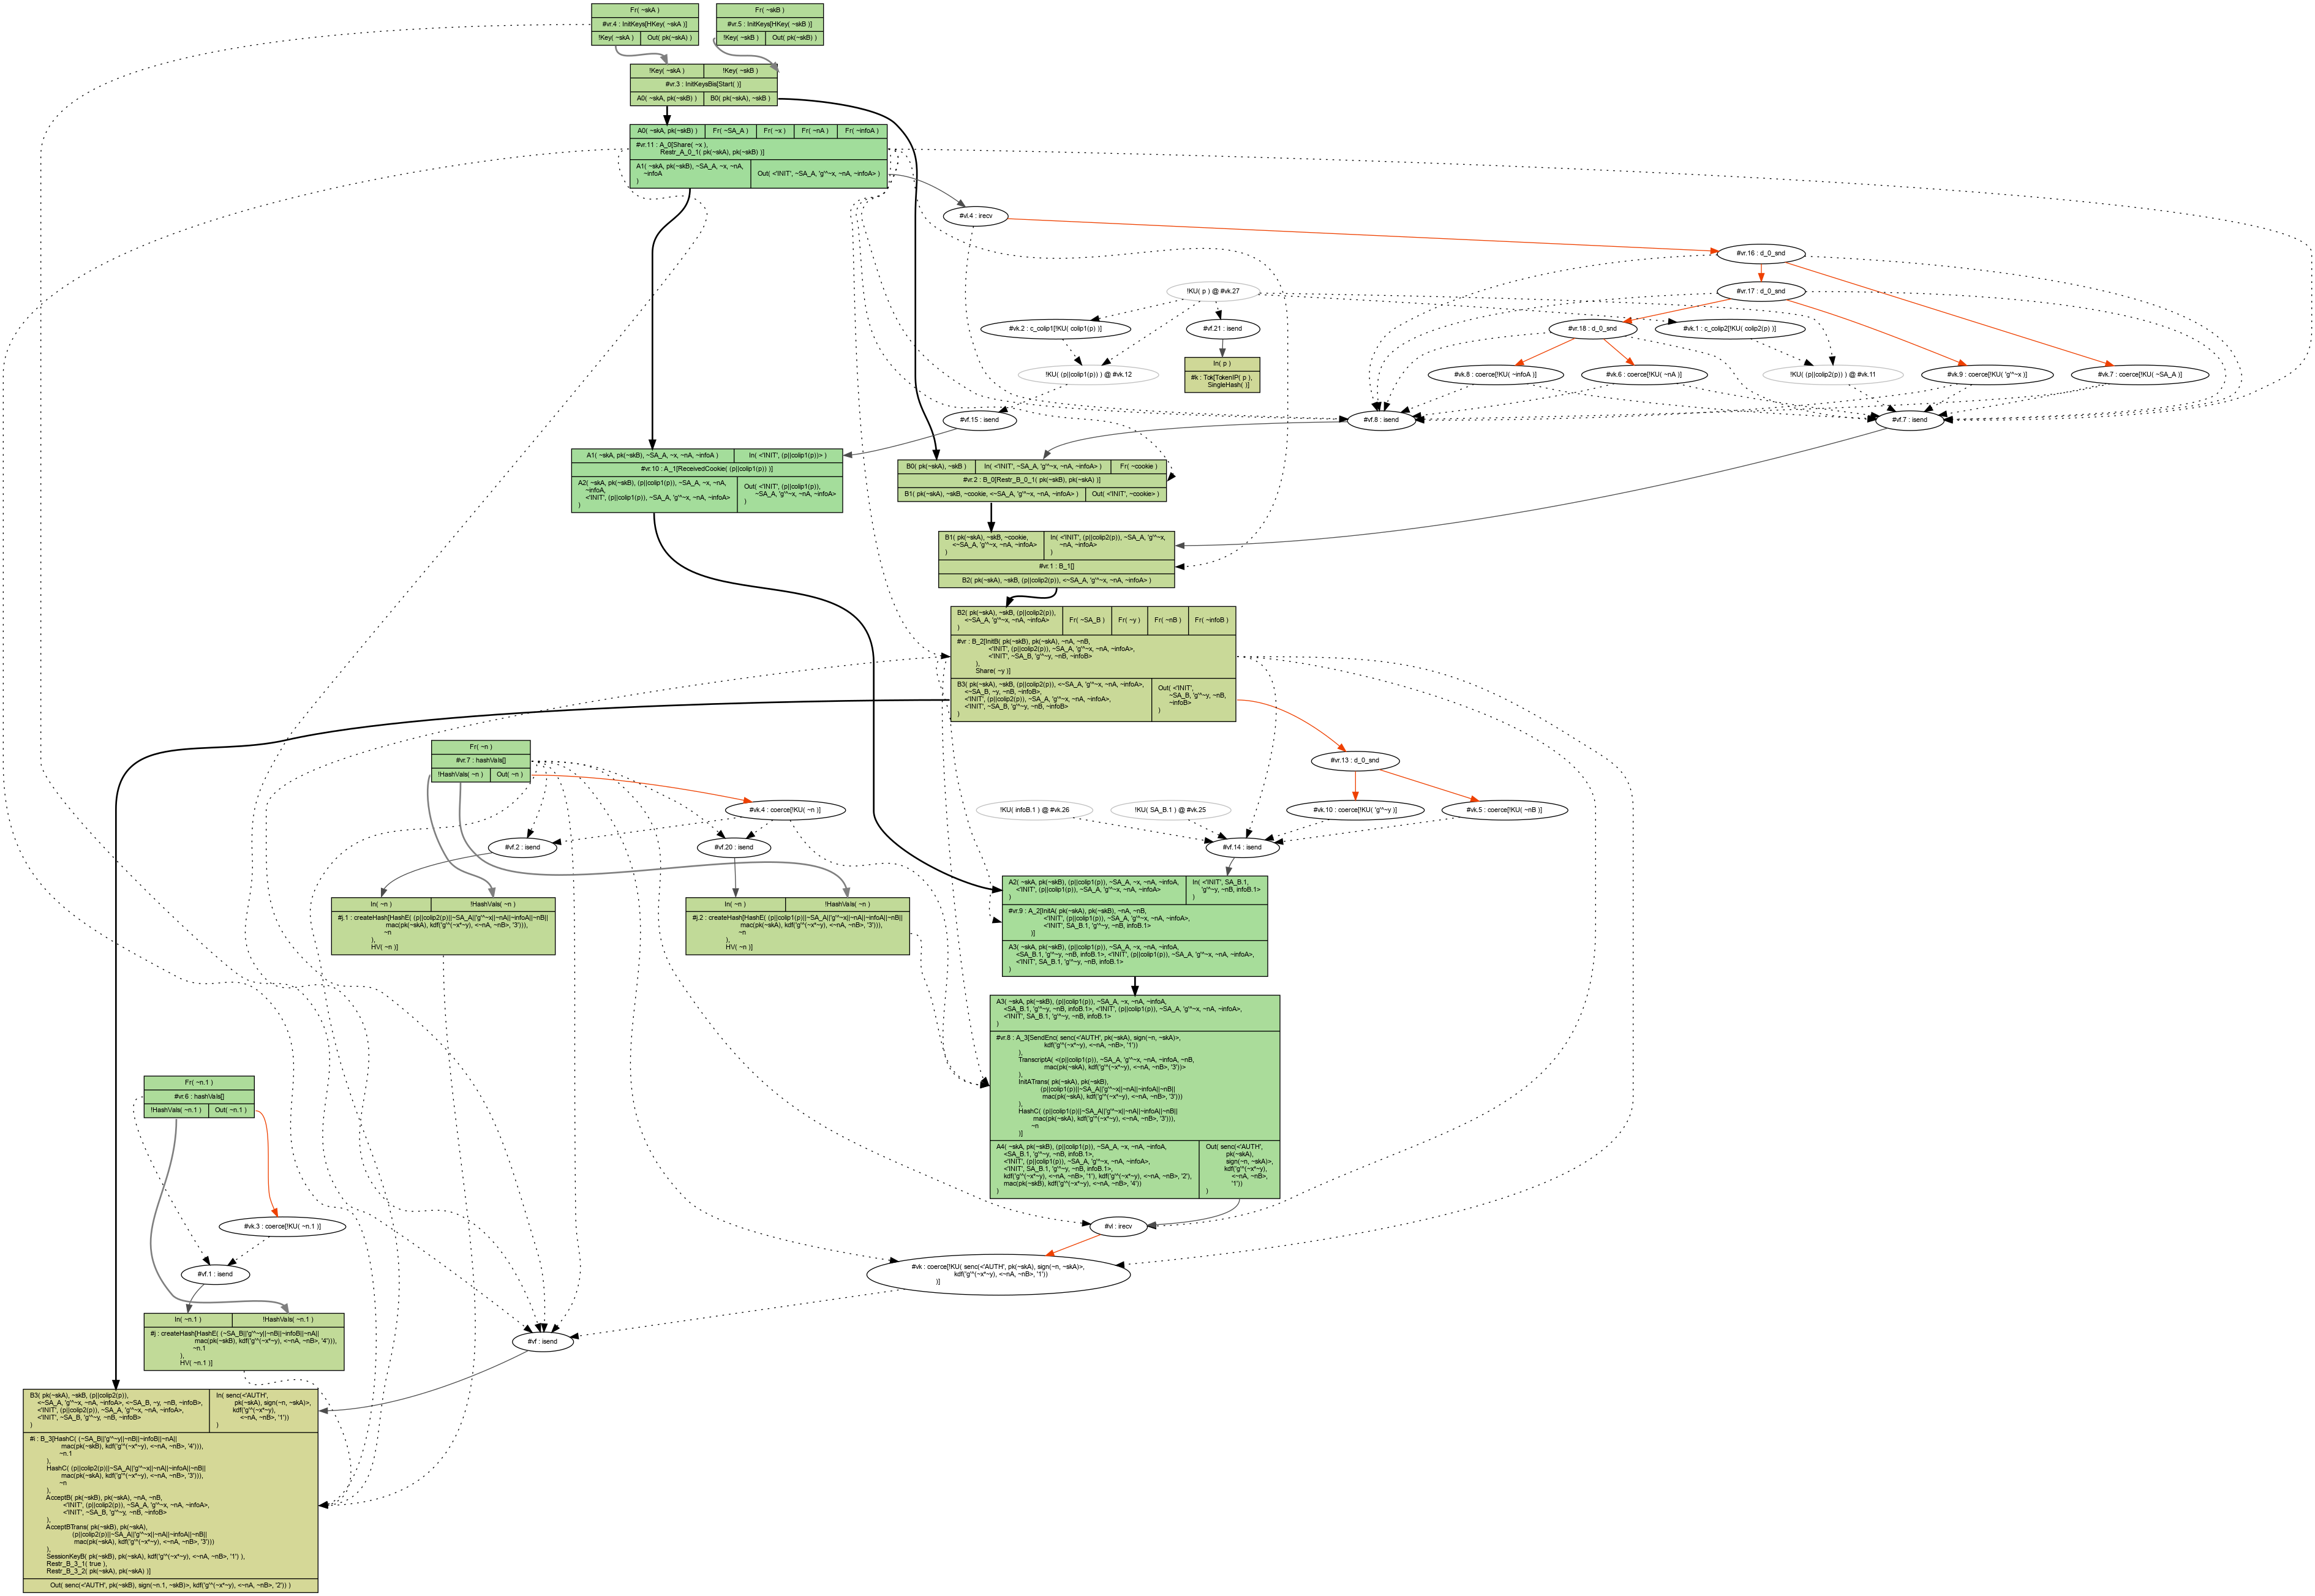 Fr( ~skA )
#vr.4 : InitKeys[HKey( ~skA )]
!Key( ~skA )
Out( pk(~skA) )
Fr( ~skB )
#vr.5 : InitKeys[HKey( ~skB )]
!Key( ~skB )
Out( pk(~skB) )
!Key( ~skA )
!Key( ~skB )
#vr.3 : InitKeysBis[Start( )]
A0( ~skA, pk(~skB) )
B0( pk(~skA), ~skB )
A0( ~skA, pk(~skB) )
Fr( ~SA_A )
Fr( ~x )
Fr( ~nA )
Fr( ~infoA )
#vr.11 : A_0[Share( ~x ),
Restr_A_0_1( pk(~skA), pk(~skB) )]
A1( ~skA, pk(~skB), ~SA_A, ~x, ~nA,
~infoA
)
Out( <'INIT', ~SA_A, 'g'^~x, ~nA, ~infoA> )
#vl.4 : irecv
#vr.16 : d_0_snd
#vr.17 : d_0_snd
!KU( p ) @ #vk.27
#vk.2 : c_colip1[!KU( colip1(p) )]
#vf.21 : isend
#vr.18 : d_0_snd
#vk.1 : c_colip2[!KU( colip2(p) )]
In( p )
#k : Tok[TokenIP( p ),
SingleHash( )]
!KU( (p||colip1(p)) ) @ #vk.12
#vk.8 : coerce[!KU( ~infoA )]
#vk.6 : coerce[!KU( ~nA )]
!KU( (p||colip2(p)) ) @ #vk.11
#vk.9 : coerce[!KU( 'g'^~x )]
#vk.7 : coerce[!KU( ~SA_A )]
#vf.15 : isend
#vf.8 : isend
#vf.7 : isend
A1( ~skA, pk(~skB), ~SA_A, ~x, ~nA, ~infoA )
In( <'INIT', (p||colip1(p))> )
#vr.10 : A_1[ReceivedCookie( (p||colip1(p)) )]
A2( ~skA, pk(~skB), (p||colip1(p)), ~SA_A, ~x, ~nA,
~infoA,
<'INIT', (p||colip1(p)), ~SA_A, 'g'^~x, ~nA, ~infoA>
)
Out( <'INIT', (p||colip1(p)),
~SA_A, 'g'^~x, ~nA, ~infoA>
)
B0( pk(~skA), ~skB )
In( <'INIT', ~SA_A, 'g'^~x, ~nA, ~infoA> )
Fr( ~cookie )
#vr.2 : B_0[Restr_B_0_1( pk(~skB), pk(~skA) )]
B1( pk(~skA), ~skB, ~cookie, <~SA_A, 'g'^~x, ~nA, ~infoA> )
Out( <'INIT', ~cookie> )
B1( pk(~skA), ~skB, ~cookie,
<~SA_A, 'g'^~x, ~nA, ~infoA>
)
In( <'INIT', (p||colip2(p)), ~SA_A, 'g'^~x,
~nA, ~infoA>
)
#vr.1 : B_1[]
B2( pk(~skA), ~skB, (p||colip2(p)), <~SA_A, 'g'^~x, ~nA, ~infoA> )
B2( pk(~skA), ~skB, (p||colip2(p)),
<~SA_A, 'g'^~x, ~nA, ~infoA>
)
Fr( ~SA_B )
Fr( ~y )
Fr( ~nB )
Fr( ~infoB )
#vr : B_2[InitB( pk(~skB), pk(~skA), ~nA, ~nB,
<'INIT', (p||colip2(p)), ~SA_A, 'g'^~x, ~nA, ~infoA>,
<'INIT', ~SA_B, 'g'^~y, ~nB, ~infoB>
),
Share( ~y )]
B3( pk(~skA), ~skB, (p||colip2(p)), <~SA_A, 'g'^~x, ~nA, ~infoA>,
<~SA_B, ~y, ~nB, ~infoB>,
<'INIT', (p||colip2(p)), ~SA_A, 'g'^~x, ~nA, ~infoA>,
<'INIT', ~SA_B, 'g'^~y, ~nB, ~infoB>
)
Out( <'INIT',
~SA_B, 'g'^~y, ~nB,
~infoB>
)
Fr( ~n )
#vr.7 : hashVals[]
!HashVals( ~n )
Out( ~n )
#vr.13 : d_0_snd
#vk.4 : coerce[!KU( ~n )]
!KU( infoB.1 ) @ #vk.26
!KU( SA_B.1 ) @ #vk.25
#vk.10 : coerce[!KU( 'g'^~y )]
#vk.5 : coerce[!KU( ~nB )]
#vf.2 : isend
#vf.20 : isend
#vf.14 : isend
In( ~n )
!HashVals( ~n )
#j.1 : createHash[HashE( (p||colip2(p)||~SA_A||'g'^~x||~nA||~infoA||~nB||
mac(pk(~skA), kdf('g'^(~x*~y), <~nA, ~nB>, '3'))),
~n
),
HV( ~n )]
In( ~n )
!HashVals( ~n )
#j.2 : createHash[HashE( (p||colip1(p)||~SA_A||'g'^~x||~nA||~infoA||~nB||
mac(pk(~skA), kdf('g'^(~x*~y), <~nA, ~nB>, '3'))),
~n
),
HV( ~n )]
A2( ~skA, pk(~skB), (p||colip1(p)), ~SA_A, ~x, ~nA, ~infoA,
<'INIT', (p||colip1(p)), ~SA_A, 'g'^~x, ~nA, ~infoA>
)
In( <'INIT', SA_B.1,
'g'^~y, ~nB, infoB.1>
)
#vr.9 : A_2[InitA( pk(~skA), pk(~skB), ~nA, ~nB,
<'INIT', (p||colip1(p)), ~SA_A, 'g'^~x, ~nA, ~infoA>,
<'INIT', SA_B.1, 'g'^~y, ~nB, infoB.1>
)]
A3( ~skA, pk(~skB), (p||colip1(p)), ~SA_A, ~x, ~nA, ~infoA,
<SA_B.1, 'g'^~y, ~nB, infoB.1>, <'INIT', (p||colip1(p)), ~SA_A, 'g'^~x, ~nA, ~infoA>,
<'INIT', SA_B.1, 'g'^~y, ~nB, infoB.1>
)
A3( ~skA, pk(~skB), (p||colip1(p)), ~SA_A, ~x, ~nA, ~infoA,
<SA_B.1, 'g'^~y, ~nB, infoB.1>, <'INIT', (p||colip1(p)), ~SA_A, 'g'^~x, ~nA, ~infoA>,
<'INIT', SA_B.1, 'g'^~y, ~nB, infoB.1>
)
#vr.8 : A_3[SendEnc( senc(<'AUTH', pk(~skA), sign(~n, ~skA)>,
kdf('g'^(~x*~y), <~nA, ~nB>, '1'))
),
TranscriptA( <(p||colip1(p)), ~SA_A, 'g'^~x, ~nA, ~infoA, ~nB,
mac(pk(~skA), kdf('g'^(~x*~y), <~nA, ~nB>, '3'))>
),
InitATrans( pk(~skA), pk(~skB),
(p||colip1(p)||~SA_A||'g'^~x||~nA||~infoA||~nB||
mac(pk(~skA), kdf('g'^(~x*~y), <~nA, ~nB>, '3')))
),
HashC( (p||colip1(p)||~SA_A||'g'^~x||~nA||~infoA||~nB||
mac(pk(~skA), kdf('g'^(~x*~y), <~nA, ~nB>, '3'))),
~n
)]
A4( ~skA, pk(~skB), (p||colip1(p)), ~SA_A, ~x, ~nA, ~infoA,
<SA_B.1, 'g'^~y, ~nB, infoB.1>,
<'INIT', (p||colip1(p)), ~SA_A, 'g'^~x, ~nA, ~infoA>,
<'INIT', SA_B.1, 'g'^~y, ~nB, infoB.1>,
kdf('g'^(~x*~y), <~nA, ~nB>, '1'), kdf('g'^(~x*~y), <~nA, ~nB>, '2'),
mac(pk(~skB), kdf('g'^(~x*~y), <~nA, ~nB>, '4'))
)
Out( senc(<'AUTH',
pk(~skA),
sign(~n, ~skA)>,
kdf('g'^(~x*~y),
<~nA, ~nB>,
'1'))
)
Fr( ~n.1 )
#vr.6 : hashVals[]
!HashVals( ~n.1 )
Out( ~n.1 )
#vk.3 : coerce[!KU( ~n.1 )]
#vl : irecv
#vf.1 : isend
#vk : coerce[!KU( senc(<'AUTH', pk(~skA), sign(~n, ~skA)>,
kdf('g'^(~x*~y), <~nA, ~nB>, '1'))
)]
In( ~n.1 )
!HashVals( ~n.1 )
#j : createHash[HashE( (~SA_B||'g'^~y||~nB||~infoB||~nA||
mac(pk(~skB), kdf('g'^(~x*~y), <~nA, ~nB>, '4'))),
~n.1
),
HV( ~n.1 )]
#vf : isend
B3( pk(~skA), ~skB, (p||colip2(p)),
<~SA_A, 'g'^~x, ~nA, ~infoA>, <~SA_B, ~y, ~nB, ~infoB>,
<'INIT', (p||colip2(p)), ~SA_A, 'g'^~x, ~nA, ~infoA>,
<'INIT', ~SA_B, 'g'^~y, ~nB, ~infoB>
)
In( senc(<'AUTH',
pk(~skA), sign(~n, ~skA)>,
kdf('g'^(~x*~y),
<~nA, ~nB>, '1'))
)
#i : B_3[HashC( (~SA_B||'g'^~y||~nB||~infoB||~nA||
mac(pk(~skB), kdf('g'^(~x*~y), <~nA, ~nB>, '4'))),
~n.1
),
HashC( (p||colip2(p)||~SA_A||'g'^~x||~nA||~infoA||~nB||
mac(pk(~skA), kdf('g'^(~x*~y), <~nA, ~nB>, '3'))),
~n
),
AcceptB( pk(~skB), pk(~skA), ~nA, ~nB,
<'INIT', (p||colip2(p)), ~SA_A, 'g'^~x, ~nA, ~infoA>,
<'INIT', ~SA_B, 'g'^~y, ~nB, ~infoB>
),
AcceptBTrans( pk(~skB), pk(~skA),
(p||colip2(p)||~SA_A||'g'^~x||~nA||~infoA||~nB||
mac(pk(~skA), kdf('g'^(~x*~y), <~nA, ~nB>, '3')))
),
SessionKeyB( pk(~skB), pk(~skA), kdf('g'^(~x*~y), <~nA, ~nB>, '1') ),
Restr_B_3_1( true ),
Restr_B_3_2( pk(~skA), pk(~skA) )]
Out( senc(<'AUTH', pk(~skB), sign(~n.1, ~skB)>, kdf('g'^(~x*~y), <~nA, ~nB>, '2')) )